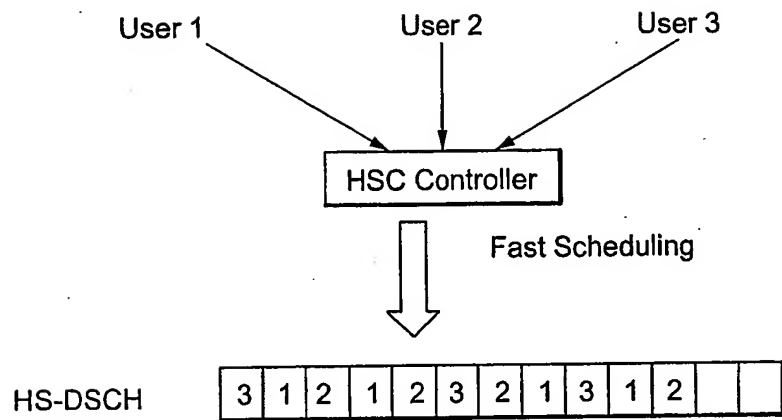 User 1 User 2 User 3
HSC Controller
Fast Scheduling
HS-DSCH 3 1 2 1 2 3 2 1 3 1 2